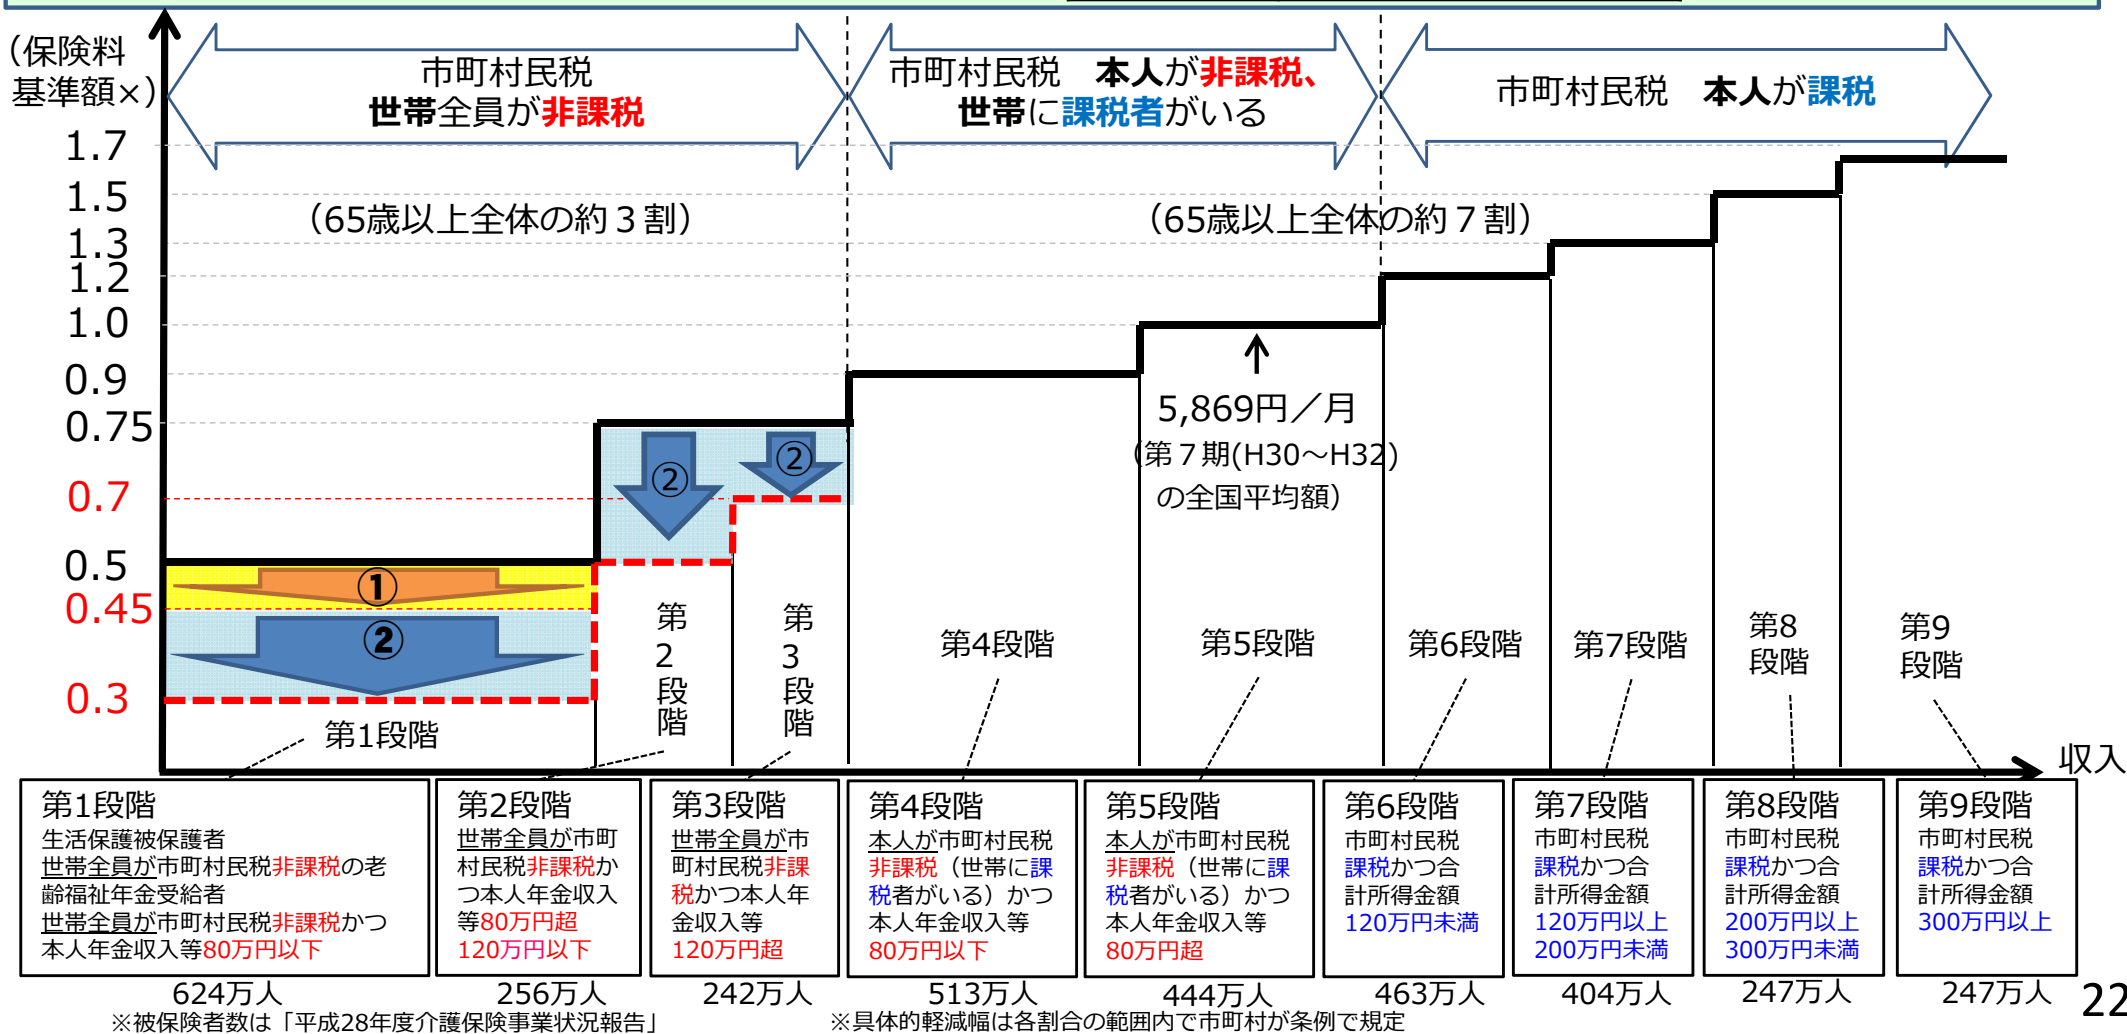 (保険料
基準額×)
市町村民税
世帯全員が非課税
市町村民税　本人が非課税、
世帯に課税者がいる
市町村民税　本人が課税
1.7
1.5
1.3
1.2
1.0
0.9
0.75
0.7
0.5
0.45
0.3
（65歳以上全体の約３割）
（65歳以上全体の約７割）
5,869円／月
（第７期(H30～H32)
の全国平均額）
①
②
②
②
第1段階
第2段階
第3段階
第4段階
第5段階
第6段階
第7段階
第8
段階
第9
段階
収入
第1段階
生活保護被保護者
世帯全員が市町村民税非課税の老
齢福祉年金受給者
世帯全員が市町村民税非課税かつ
本人年金収入等80万円以下
第2段階
世帯全員が市町
村民税非課税か
つ本人年金収入
等80万円超
120万円以下
第3段階
世帯全員が市
町村民税非課
税かつ本人年
金収入等
120万円超
第4段階
本人が市町村民税
非課税（世帯に課
税者がいる）かつ
本人年金収入等
80万円以下
第5段階
本人が市町村民税
非課税（世帯に課
税者がいる）かつ
本人年金収入等
80万円超
第6段階
市町村民税
課税かつ合
計所得金額
120万円未満
第7段階
市町村民税
課税かつ合
計所得金額
120万円以上
200万円未満
第8段階
市町村民税
課税かつ合
計所得金額
200万円以上
300万円未満
第9段階
市町村民税
課税かつ合
計所得金額
300万円以上
624万人
256万人
242万人
513万人
444万人
463万人
404万人
247万人
247万人
※被保険者数は「平成28年度介護保険事業状況報告」
※具体的軽減幅は各割合の範囲内で市町村が条例で規定
22